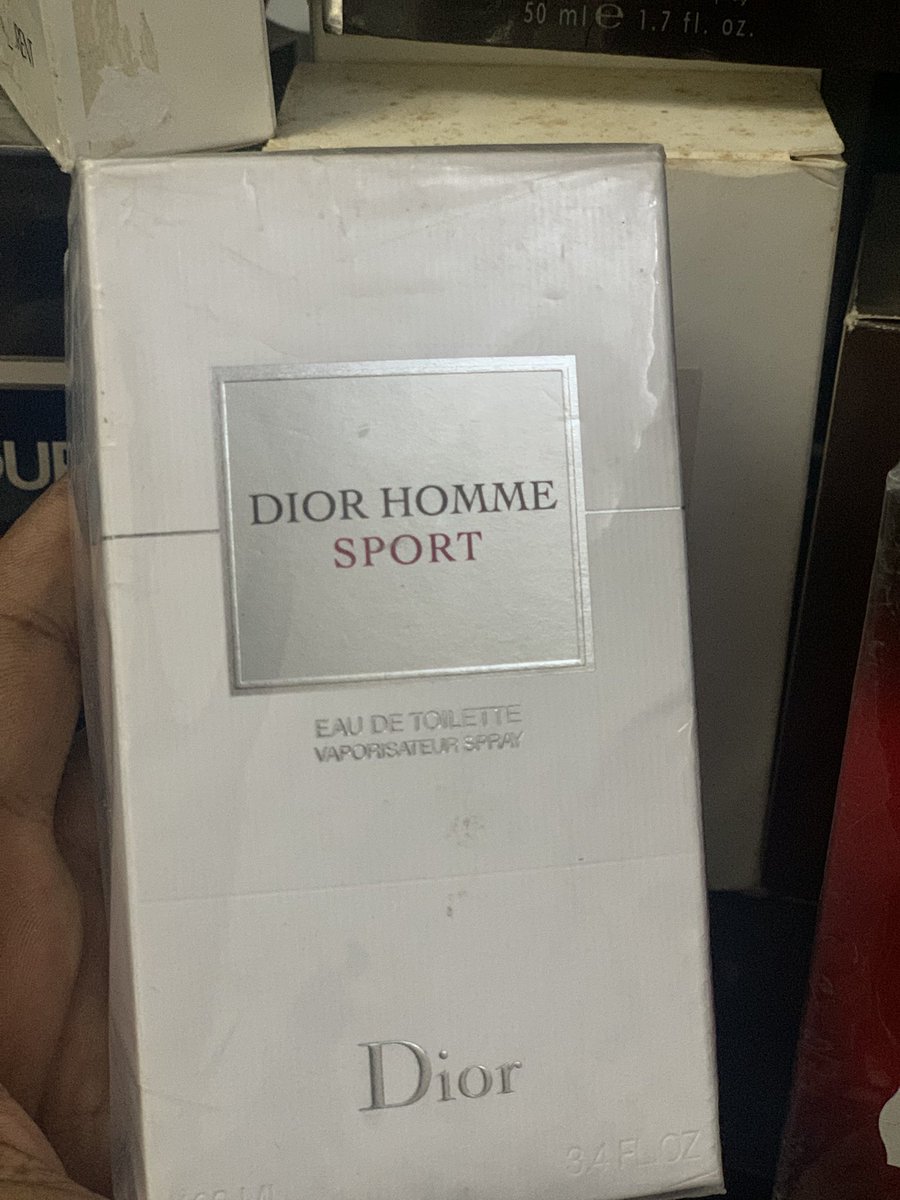 50 ml e 1.7 fl. oz.
DIOR HOMME
SPORT
EAU DE TOILETTE
VAPORISATEUR SPRAY
Dior
3.4 FL. OZ